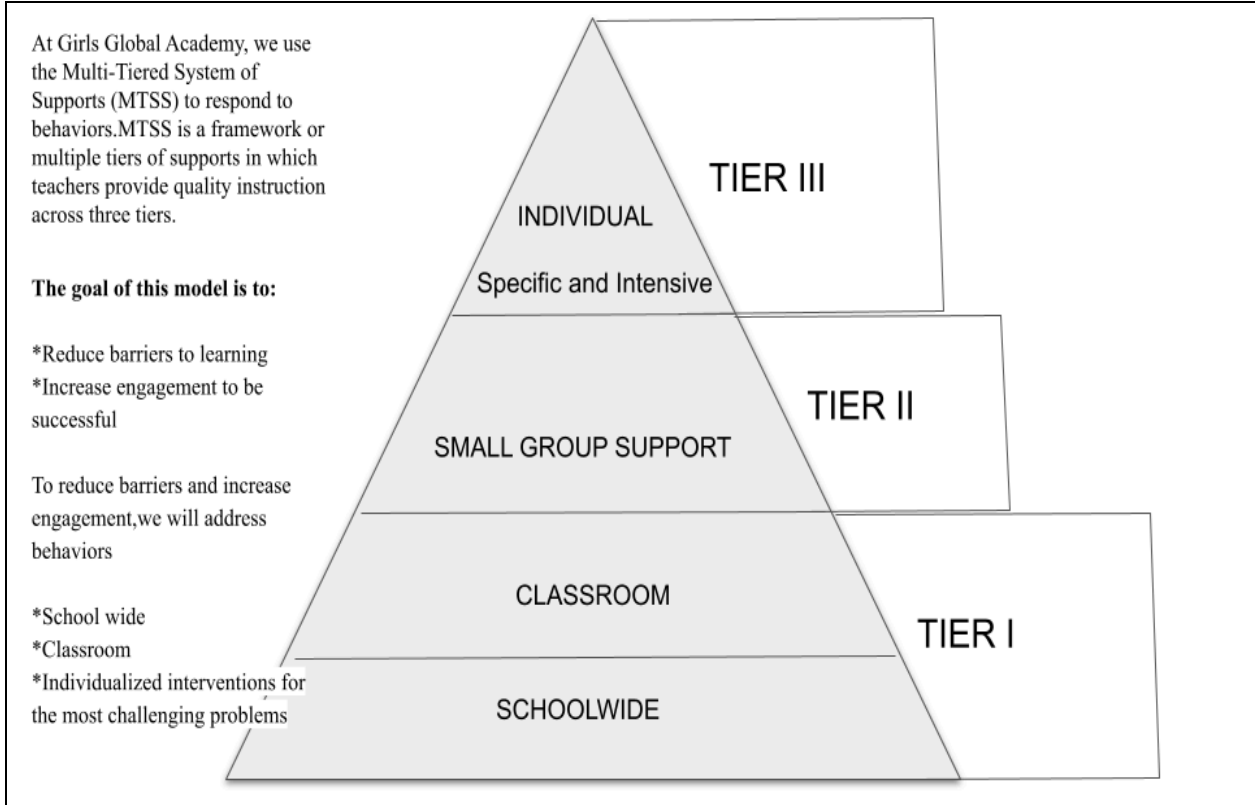 At Girls Global Academy, we use
the Multi-Tiered System of
Supports (MTSS) to respond to
behaviors.MTSS is a framework or
multiple tiers of supports in which
teachers provide quality instruction
across three tiers.
The goal of this model is to:
*Reduce barriers to learning
*Increase engagement to be
successful
To reduce barriers and increase
engagement,we will address
behaviors
*School wide
*Classroom
*Individualized interventions for
the most challenging problems
TIER III
INDIVIDUAL
Specific and Intensive
TIER II
SMALL GROUP SUPPORT
CLASSROOM
TIER I
SCHOOLWIDE